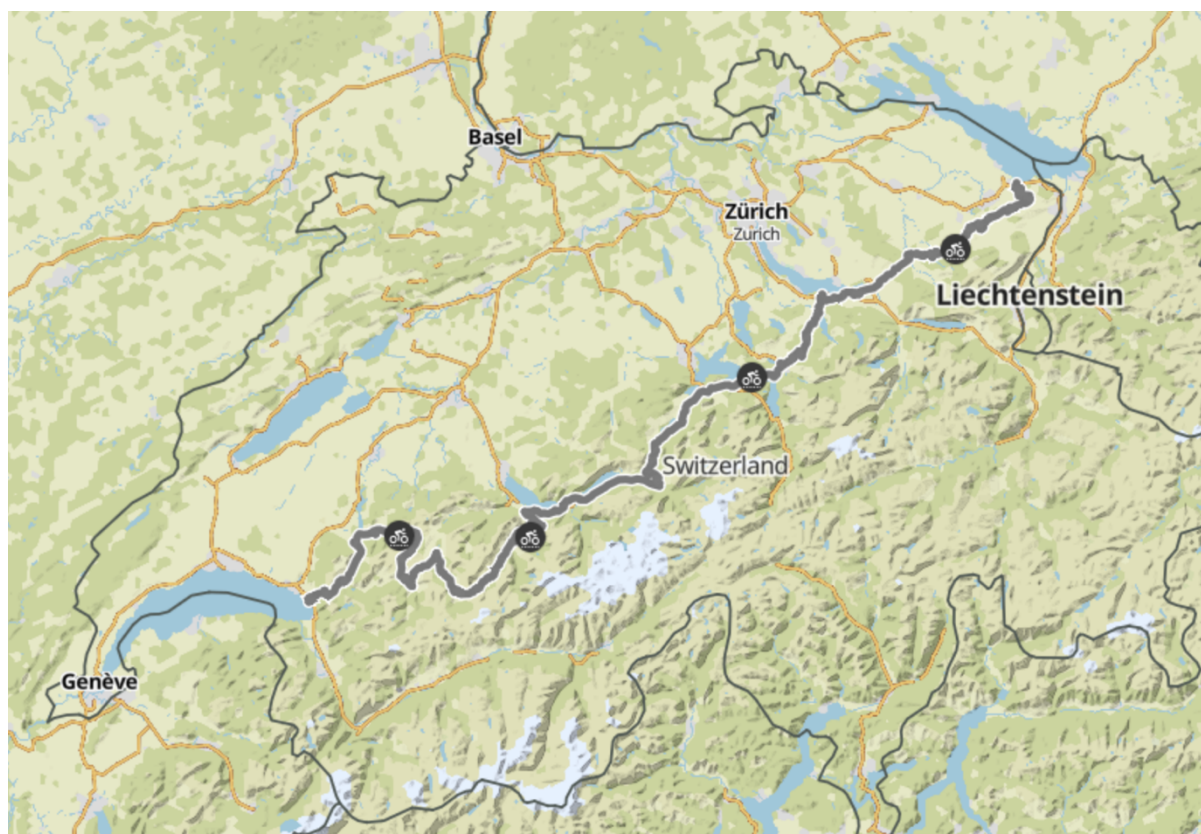 Basel
Zürich
Zurich
Liechtenstein
Switzerland
Genève